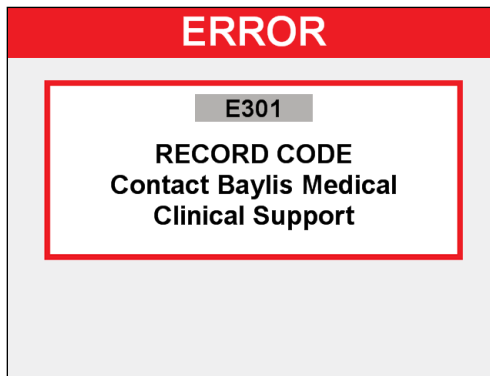 ERROR
E301
RECORD CODE
Contact Baylis Medical
Clinical Support